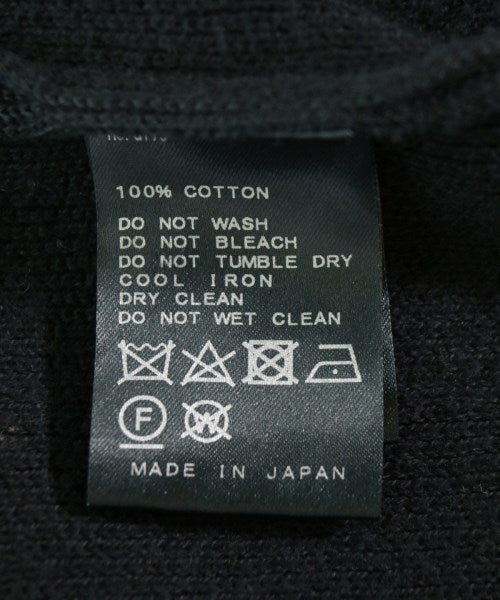 100% COTTON
DO NOT WASH
DO NOT BLEACH
DO NOT TUMBLE DRY
COOL IRON
DRY CLEAN
DO NOT WET CLEAN
F
W
MADE IN JAPAN